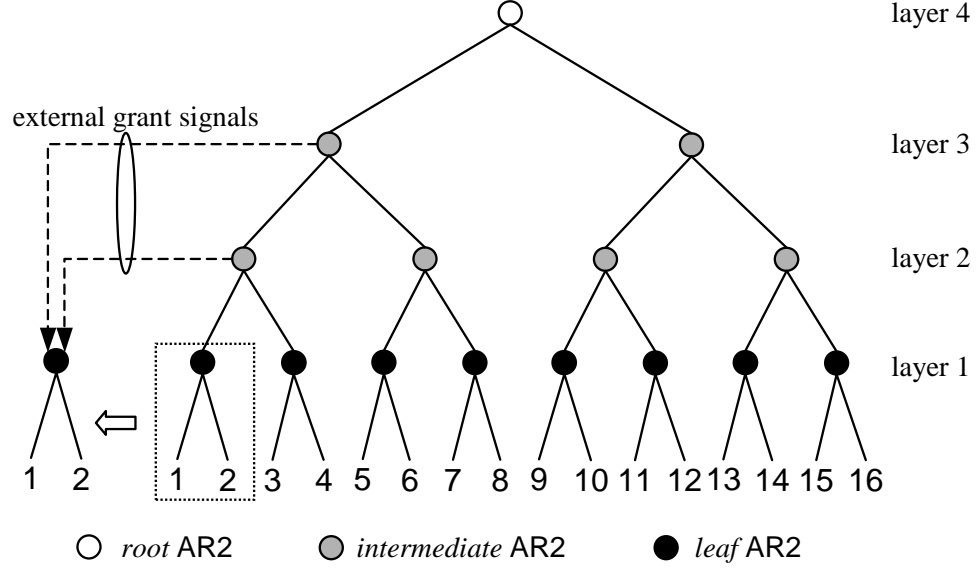 layer 4
external grant signals
layer 3
layer 2
layer 1
1 2 1 2 3 4 5 6 7 8 9 10 11 12 13 14 15 16
root AR2 intermediate AR2 leaf AR2